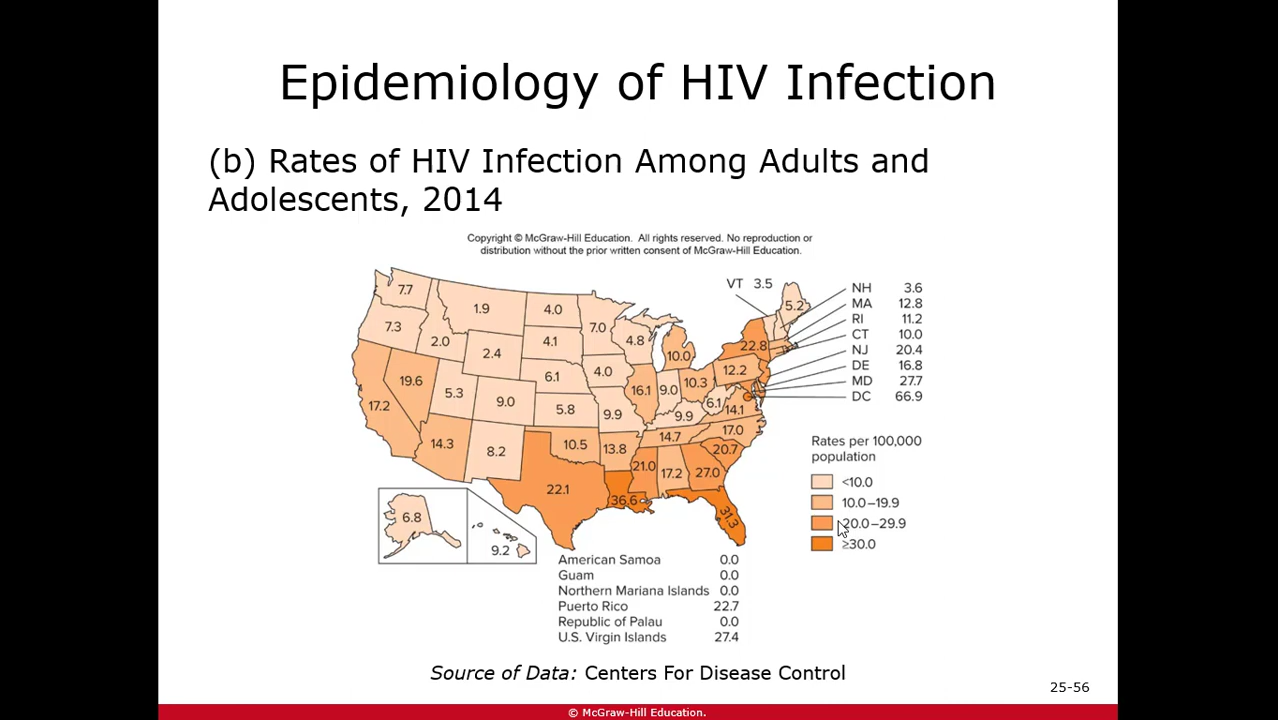 Epidemiology of HIV Infection
(b) Rates of HIV Infection Among Adults and
Adolescents, 2014
Copyright © McGraw-Hill Education. All rights reserved. No reproduction or
distribution without the prior written consent of McGraw-Hill Education.
VT 3.5
NH 3.6
MA 12.8
RI 11.2
CT 10.0
NJ 20.4
DE 16.8
MD 27.7
DC 66.9
7.7
1.9
4.0
7.0
5.2
7.3
2.0
2.4
4.1
4.8
10.0
22.8
19.6
5.3
9.0
6.1
4.0
16.1
9.0
10.3
12.2
17.2
5.8
9.9
9.9
6.1
14.1
14.3
8.2
10.5
13.8
14.7
17.0
20.7
22.1
36.6
21.0
17.2
27.0
31.3
6.8
9.2
Rates per 100,000
population
<10.0
10.0–19.9
20.0–29.9
≥30.0
American Samoa 0.0
Guam 0.0
Northern Mariana Islands 0.0
Puerto Rico 22.7
Republic of Palau 0.0
U.S. Virgin Islands 27.4
Source of Data: Centers For Disease Control
25-56
© McGraw-Hill Education.